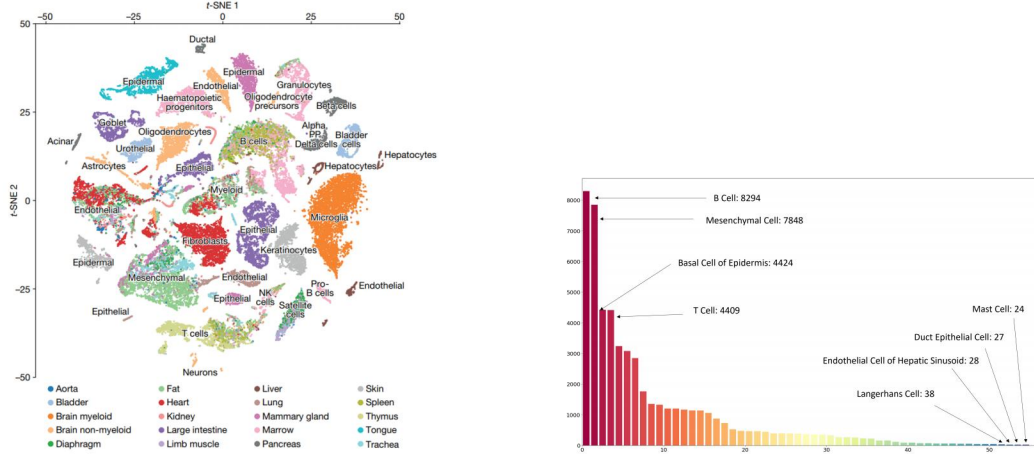 t-SNE 1
−50 −25 0 25 50
50
Ductal
Epidermal
Epidermal
Endothelial
Granulocytes
Haematopoietic
progenitors
Oligodendrocyte
precursors
Beta cells
25
Goblet
Oligodendrocytes
Alpha
PP
Bladder
cells
Acinar
B cells
Delta cells
Urothelial
Hepatocytes
Astrocytes
Epithelial
Hepatocytes
Myeloid
t-SNE 2
0
Endothelial
Microglia
Epithelial
Fibroblasts
Keratinocytes
Epidermal
Mesenchymal
Endothelial
Pro-
B cells
Endothelial
−25
NK
cells
Epithelial
Satellite
cells
Epithelial
T cells
Neurons
−50
Aorta Fat Liver Skin
Bladder Heart Lung Spleen
Brain myeloid Kidney Mammary gland Thymus
Brain non-myeloid Large intestine Marrow Tongue
Diaphragm Limb muscle Pancreas Trachea
8000
7000
6000
5000
4000
3000
2000
1000
0
B Cell: 8294
Mesenchymal Cell: 7848
Basal Cell of Epidermis: 4424
T Cell: 4409
Mast Cell: 24
Duct Epithelial Cell: 27
Endothelial Cell of Hepatic Sinusoid: 28
Langerhans Cell: 38
0 10 20 30 40 50